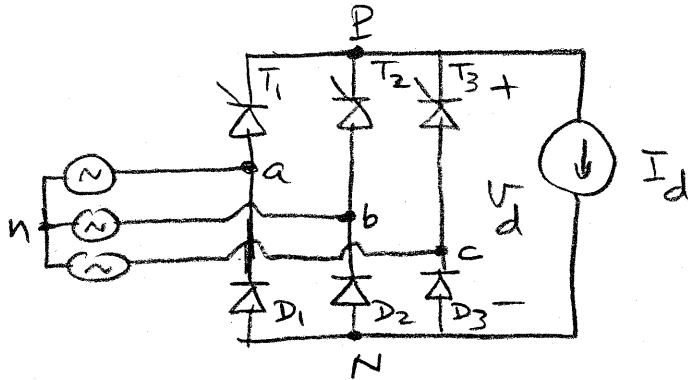 P
T1 T2 T3 +
a
n b Vd Id
c
D1 D2 D3 −
N
~
~
~